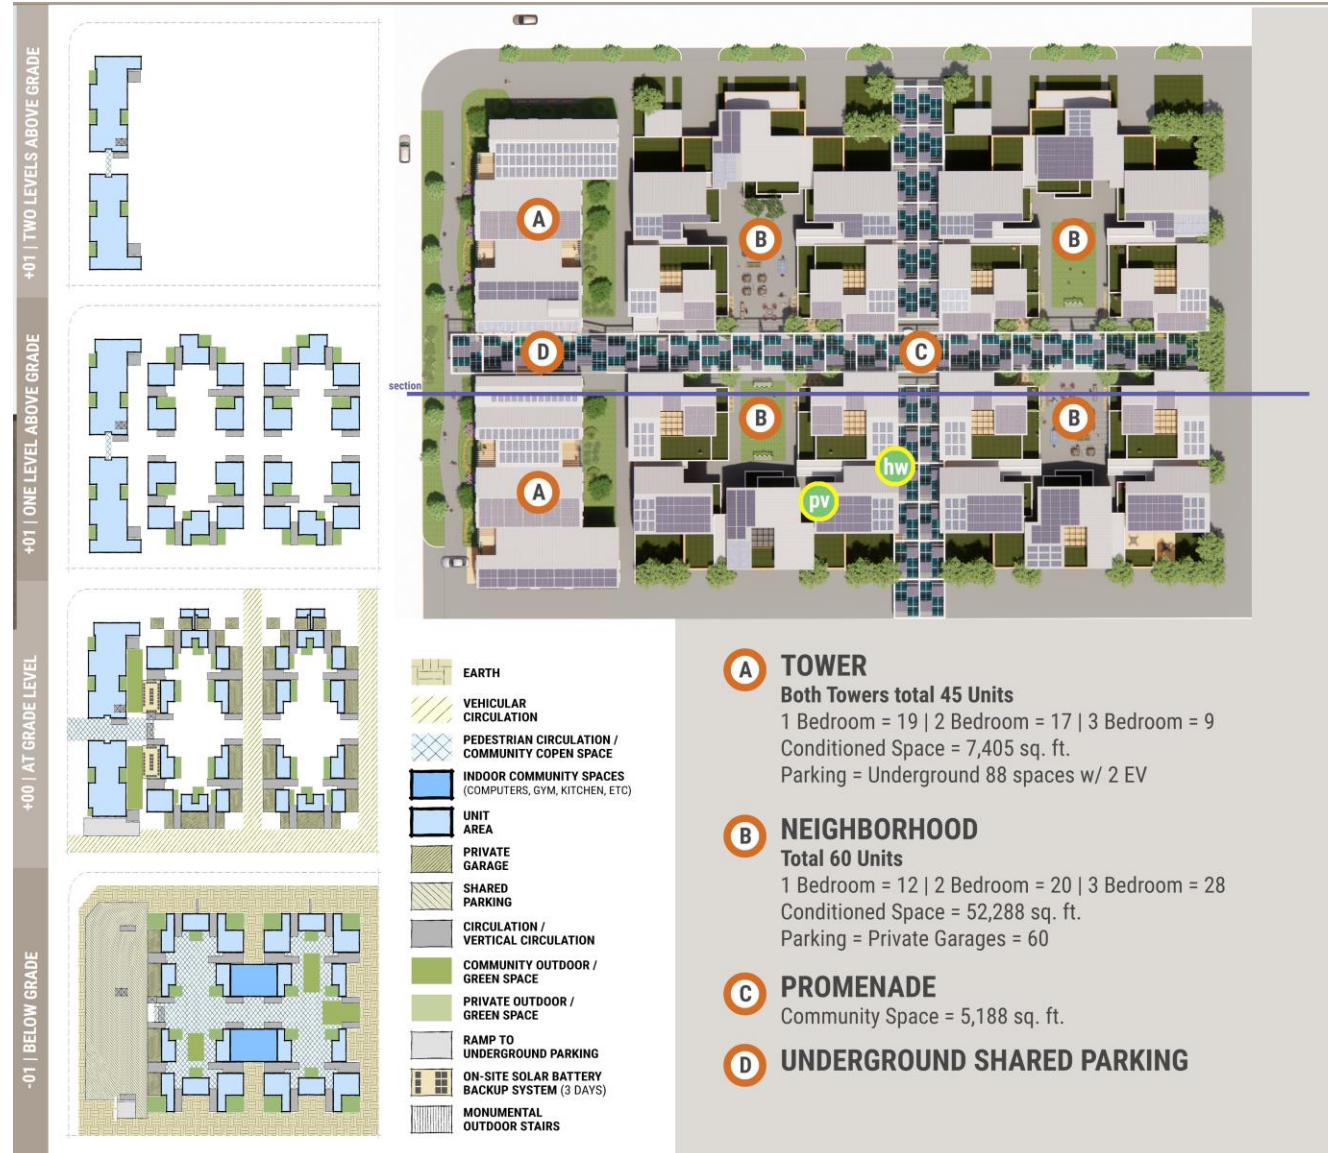 +01 | TWO LEVELS ABOVE GRADE
+01 | ONE LEVEL ABOVE GRADE
+00 | AT GRADE LEVEL
-01 | BELOW GRADE
A
B
B
D
C
section
B
B
A
hw
pv
EARTH
VEHICULAR
CIRCULATION
PEDESTRIAN CIRCULATION /
COMMUNITY COPEN SPACE
INDOOR COMMUNITY SPACES
(COMPUTERS, GYM, KITCHEN, ETC)
UNIT
AREA
PRIVATE
GARAGE
SHARED
PARKING
CIRCULATION /
VERTICAL CIRCULATION
COMMUNITY OUTDOOR /
GREEN SPACE
PRIVATE OUTDOOR /
GREEN SPACE
RAMP TO
UNDERGROUND PARKING
ON-SITE SOLAR BATTERY
BACKUP SYSTEM (3 DAYS)
MONUMENTAL
OUTDOOR STAIRS
A TOWER
Both Towers total 45 Units
1 Bedroom = 19 | 2 Bedroom = 17 | 3 Bedroom = 9
Conditioned Space = 7,405 sq. ft.
Parking = Underground 88 spaces w/ 2 EV
B NEIGHBORHOOD
Total 60 Units
1 Bedroom = 12 | 2 Bedroom = 20 | 3 Bedroom = 28
Conditioned Space = 52,288 sq. ft.
Parking = Private Garages = 60
C PROMENADE
Community Space = 5,188 sq. ft.
D UNDERGROUND SHARED PARKING